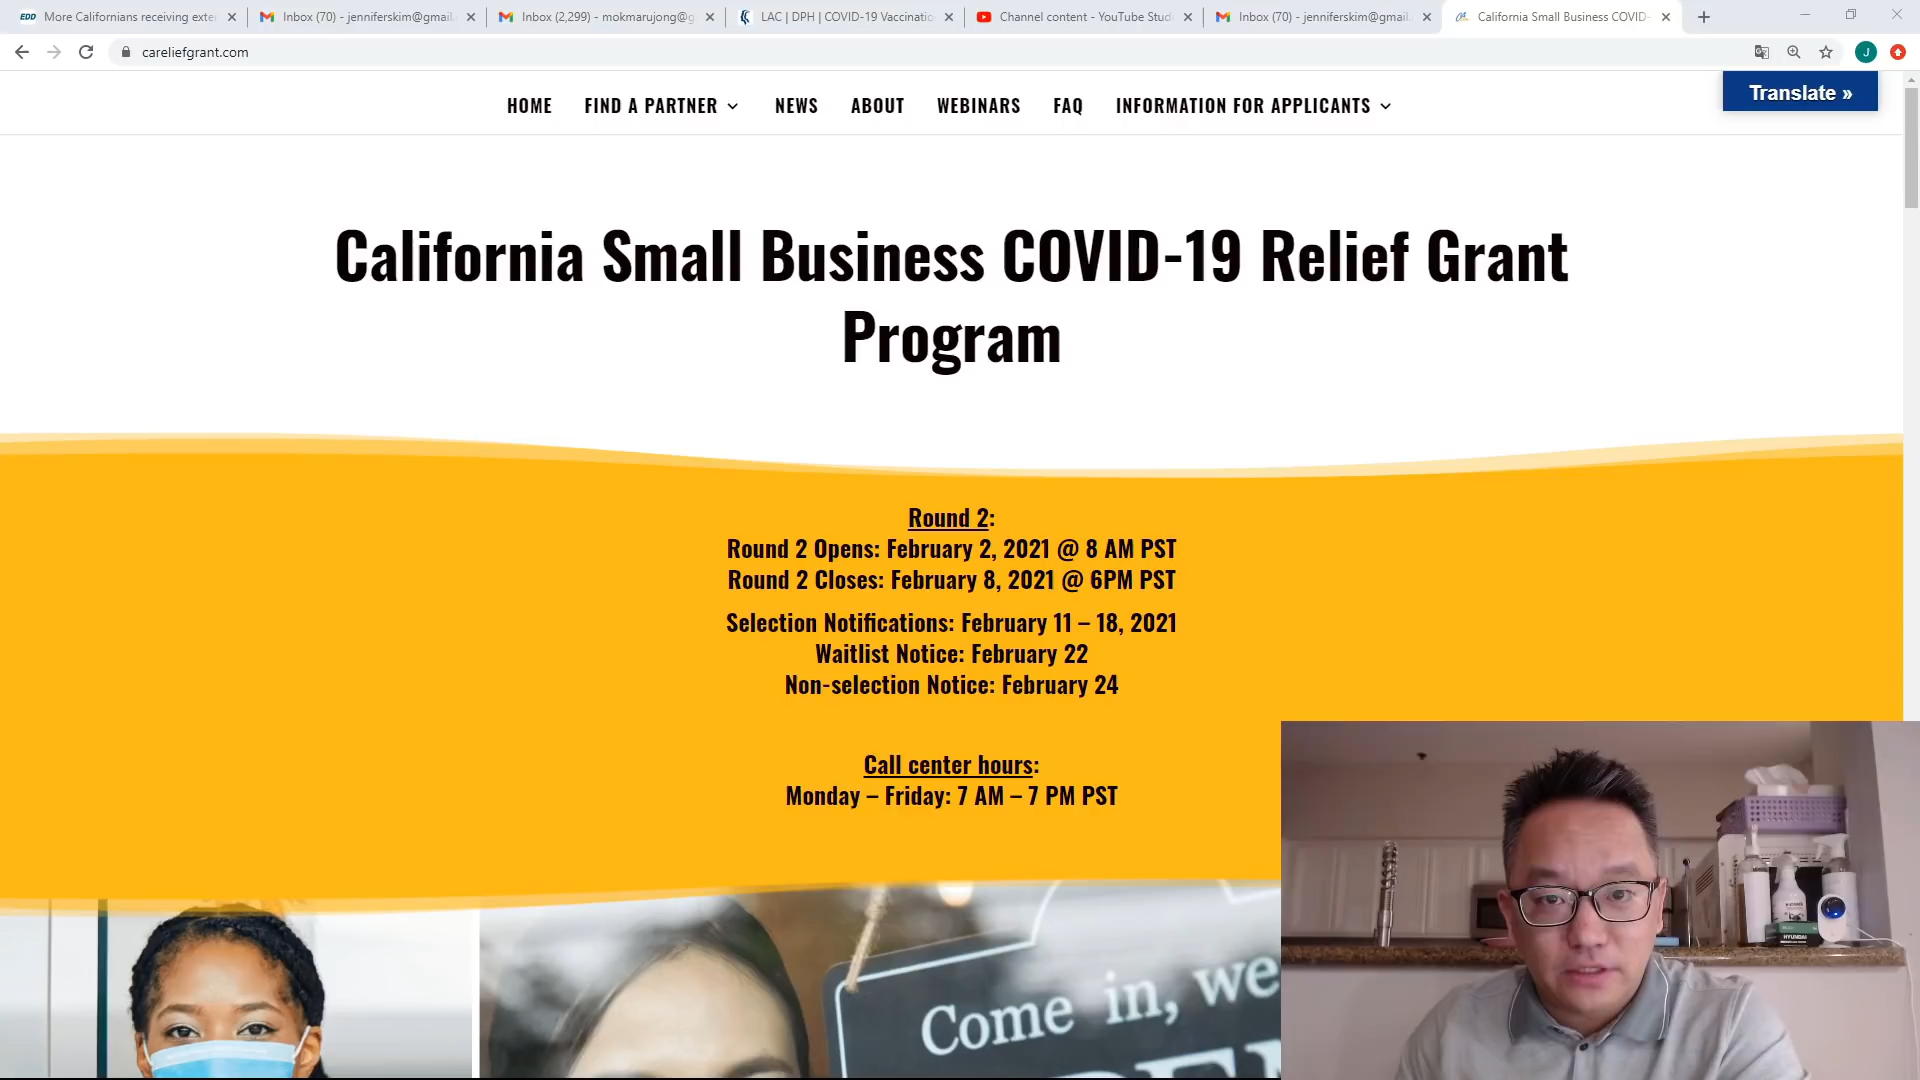 More Californians receiving exte
Inbox (70) - jenniferskim@gmail.
Inbox (2,299) - mokmarujong@g
LAC | DPH | COVID-19 Vaccinatio
Channel content - YouTube Stud
Inbox (70) - jenniferskim@gmail.
California Small Business COVID-
careliefgrant.com
J
HOME
FIND A PARTNER
NEWS
ABOUT
WEBINARS
FAQ
INFORMATION FOR APPLICANTS
Translate »
California Small Business COVID-19 Relief Grant
Program
Round 2:
Round 2 Opens: February 2, 2021 @ 8 AM PST
Round 2 Closes: February 8, 2021 @ 6PM PST
Selection Notifications: February 11 – 18, 2021
Waitlist Notice: February 22
Non-selection Notice: February 24
Call center hours:
Monday – Friday: 7 AM – 7 PM PST
Come in, we
HYUNDAI